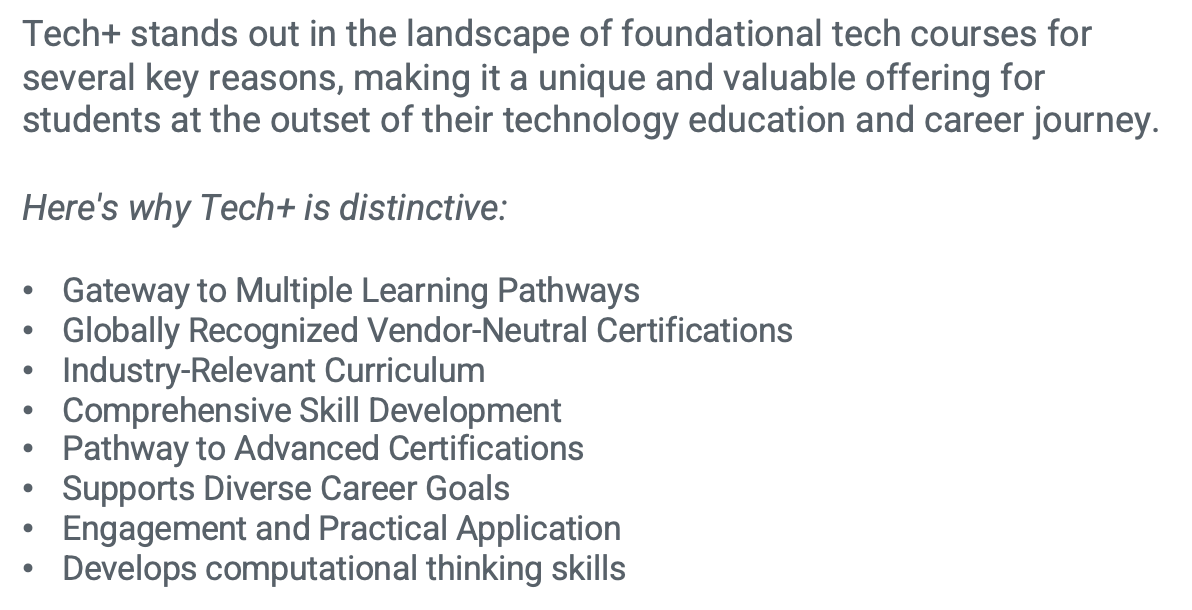 Tech+ stands out in the landscape of foundational tech courses for
several key reasons, making it a unique and valuable offering for
students at the outset of their technology education and career journey.
Here's why Tech+ is distinctive:
• Gateway to Multiple Learning Pathways
• Globally Recognized Vendor-Neutral Certifications
• Industry-Relevant Curriculum
• Comprehensive Skill Development
• Pathway to Advanced Certifications
• Supports Diverse Career Goals
• Engagement and Practical Application
• Develops computational thinking skills